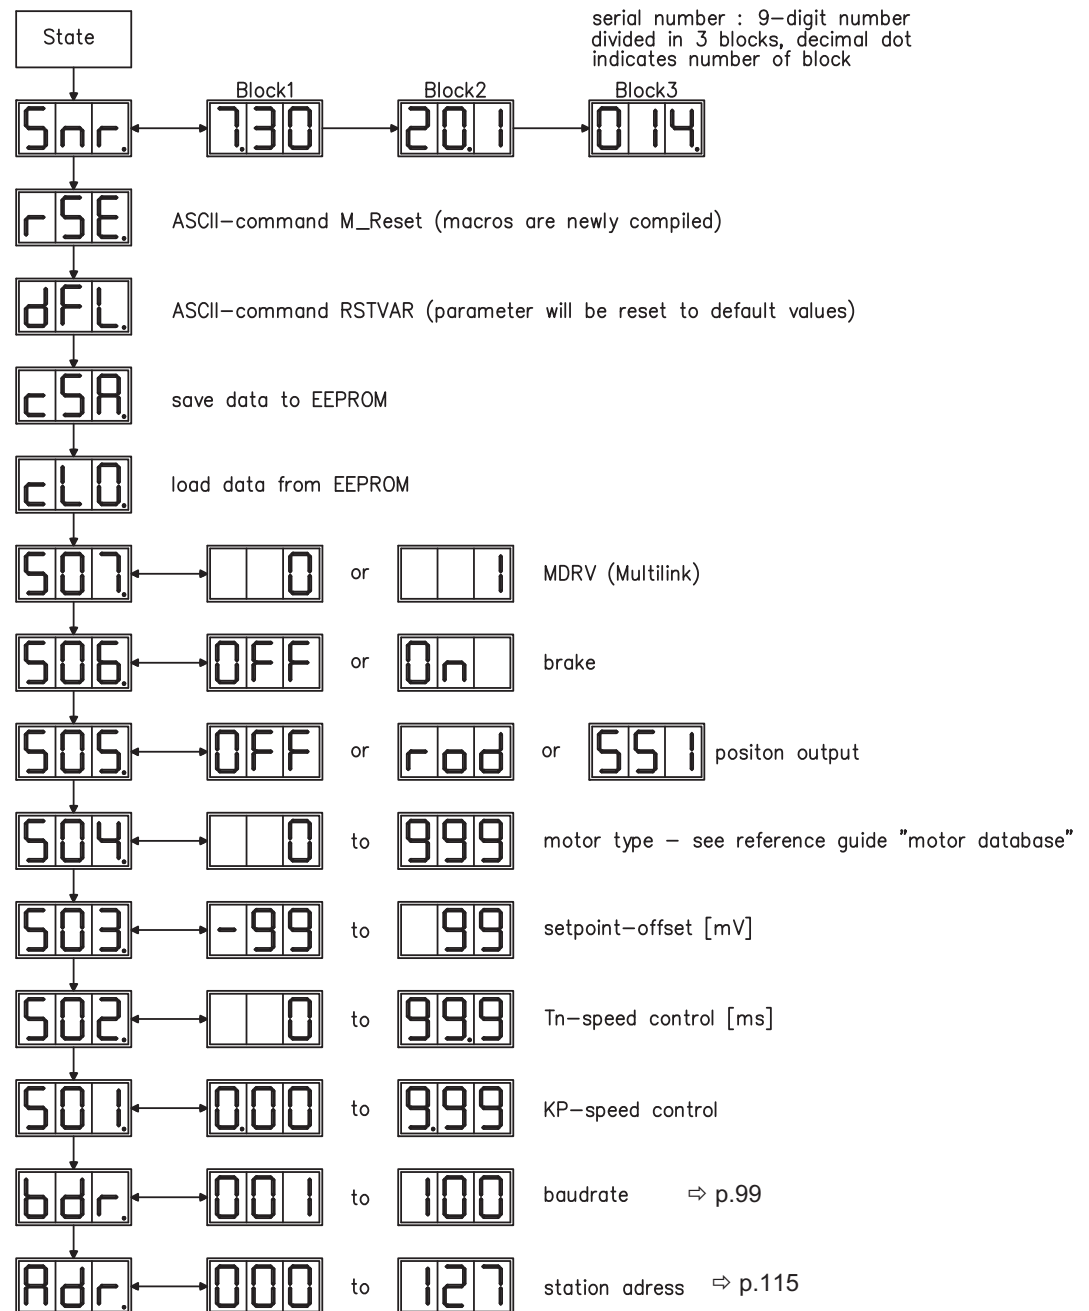 State
serial number : 9-digit number
divided in 3 blocks, decimal dot
indicates number of block
Block1 Block2 Block3
Snr. 7.30 20.1 014.
rSE. ASCII-command M_Reset (macros are newly compiled)
dFL. ASCII-command RSTVAR (parameter will be reset to default values)
cSA. save data to EEPROM
cL0. load data from EEPROM
S07. 0 or 1 MDRV (Multilink)
S06. OFF or On brake
S05. OFF or rod or SS1 positon output
S04. 0 to 999 motor type - see reference guide "motor database"
S03. -99 to 99 setpoint-offset [mV]
S02. 0 to 99.9 Tn-speed control [ms]
S01. 0.00 to 9.99 KP-speed control
bdr. 001 to 100 baudrate ⇨ p.99
Adr. 000 to 127 station adress ⇨ p.115